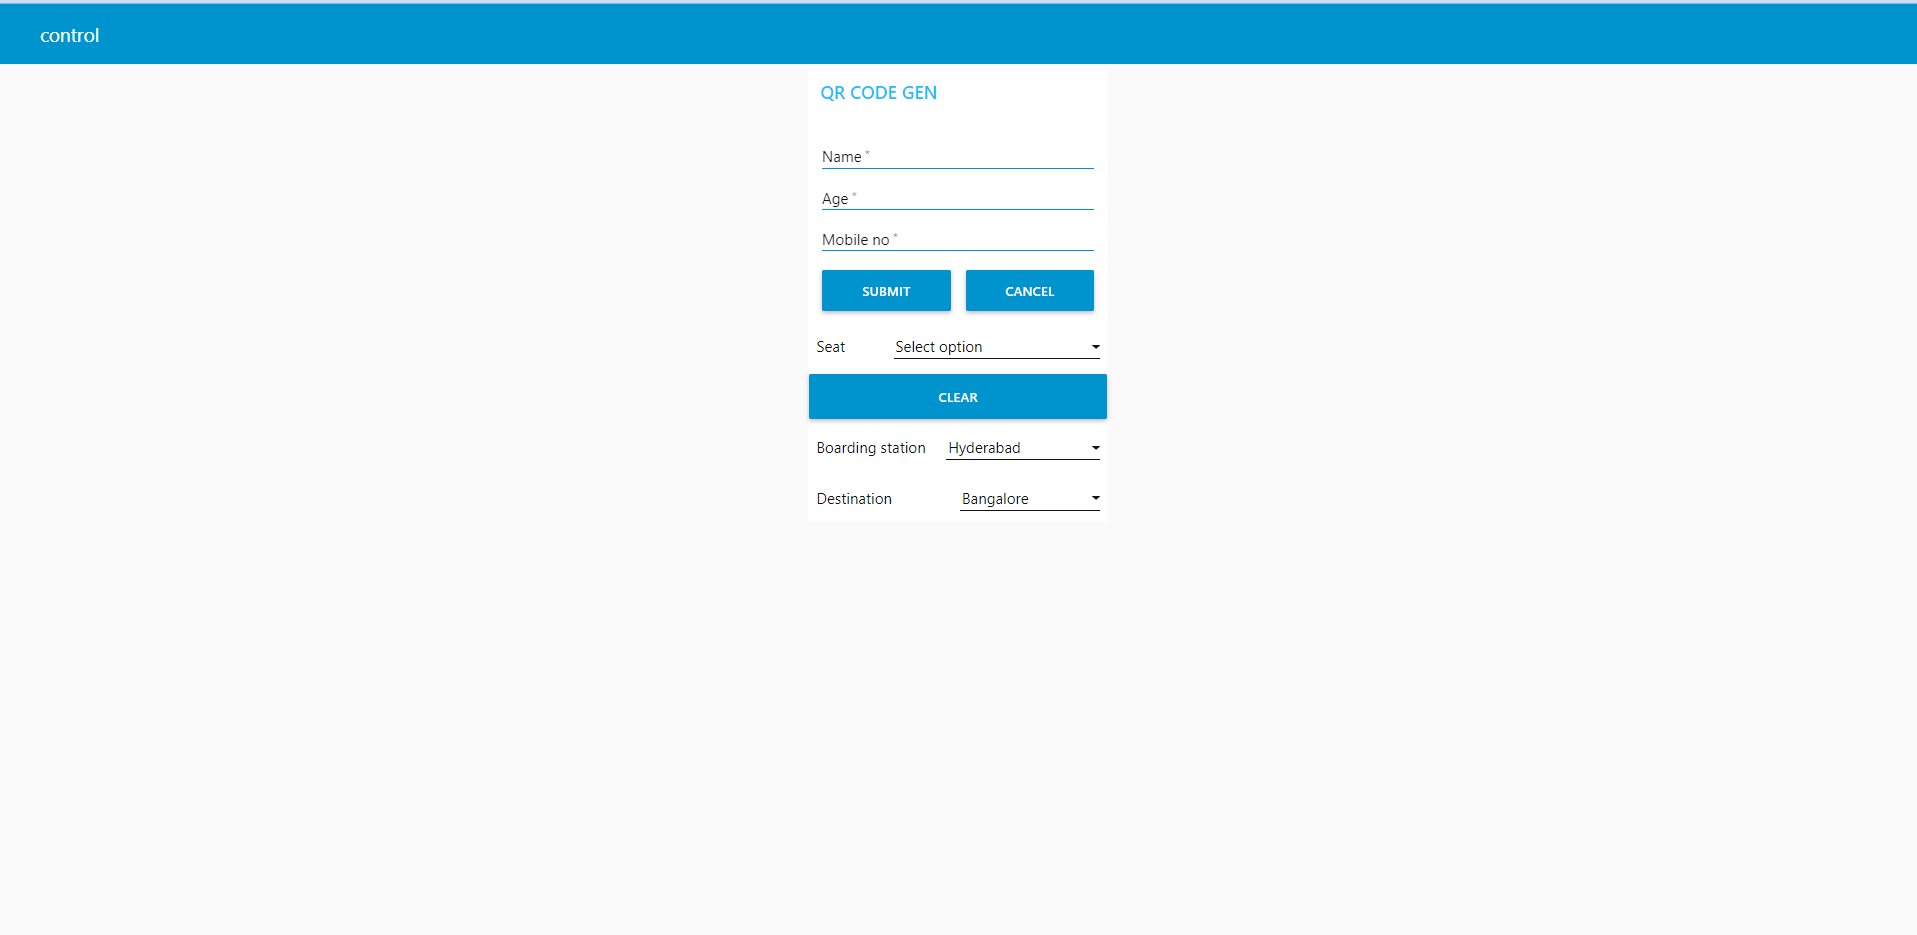 control
QR CODE GEN
Name *
Age *
Mobile no *
SUBMIT CANCEL
Seat Select option
CLEAR
Boarding station Hyderabad
Destination Bangalore